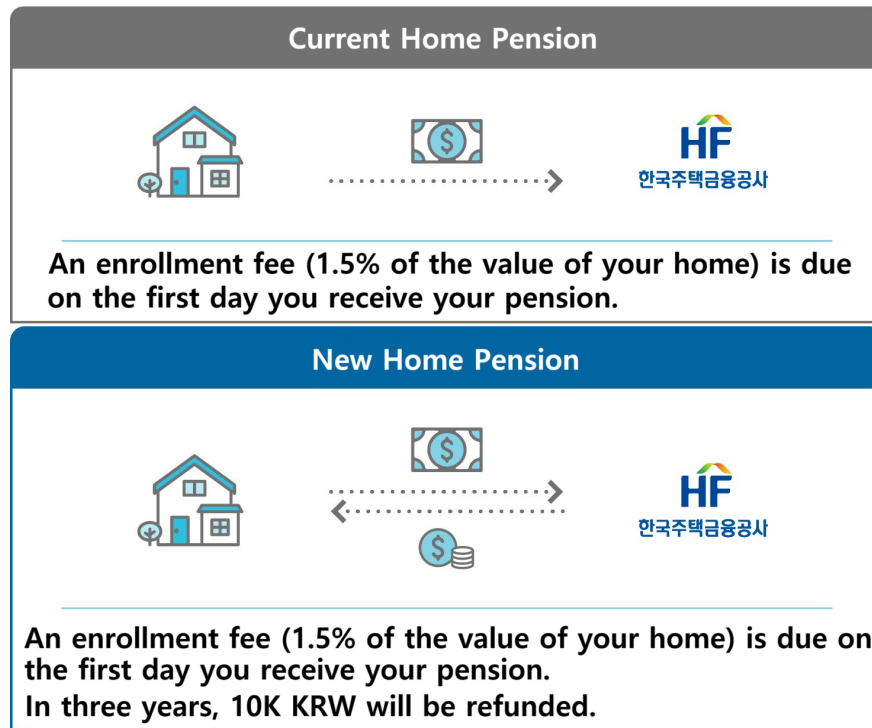 Current Home Pension
HF
한국주택금융공사
An enrollment fee (1.5% of the value of your home) is due
on the first day you receive your pension.
New Home Pension
HF
한국주택금융공사
An enrollment fee (1.5% of the value of your home) is due on
the first day you receive your pension.
In three years, 10K KRW will be refunded.